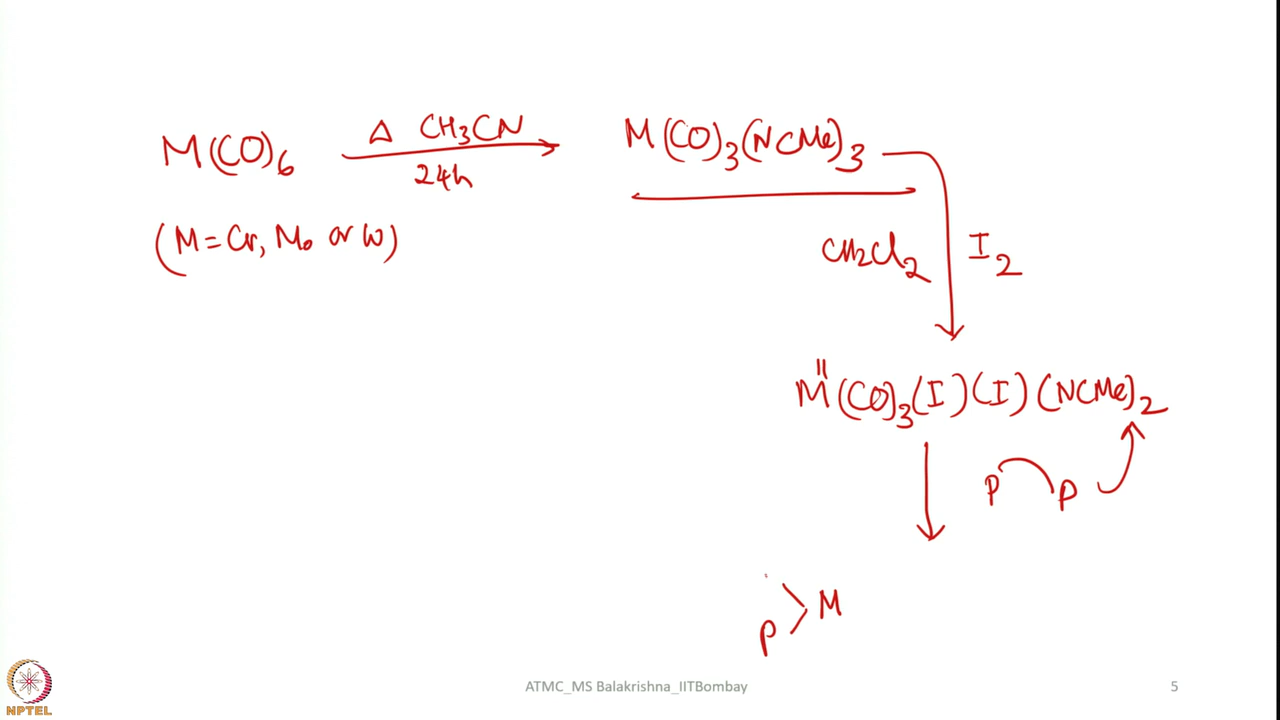 M(CO)6 Δ CH3CN 24h M(CO)3(NCMe)3
(M = Cr, Mo or W)
CH2Cl2 I2
M^II(CO)3(I)(I)(NCMe)2
P P
P M
NPTEL
ATMC_MS Balakrishna_IITBombay 5